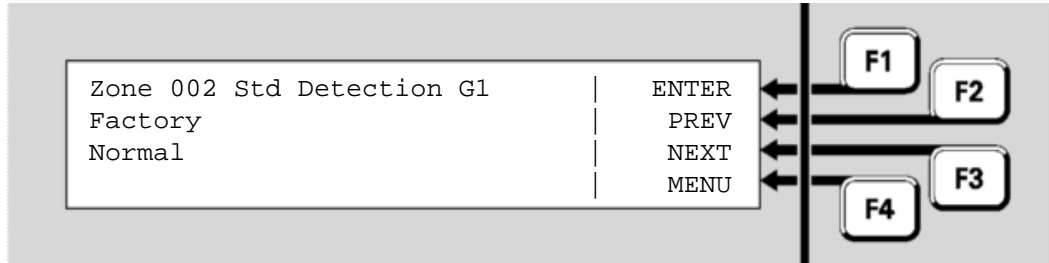 Zone 002 Std Detection G1 | ENTER
Factory | PREV
Normal | NEXT
| MENU
F1
F2
F3
F4